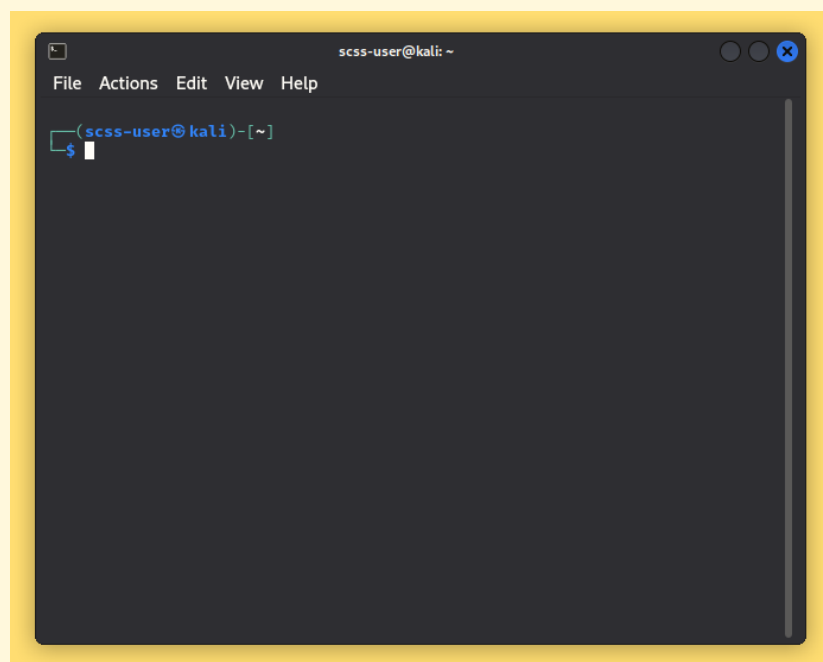 scss-user@kali: ~
File Actions Edit View Help
┌──(scss-user㉿kali)-[~]
└─$